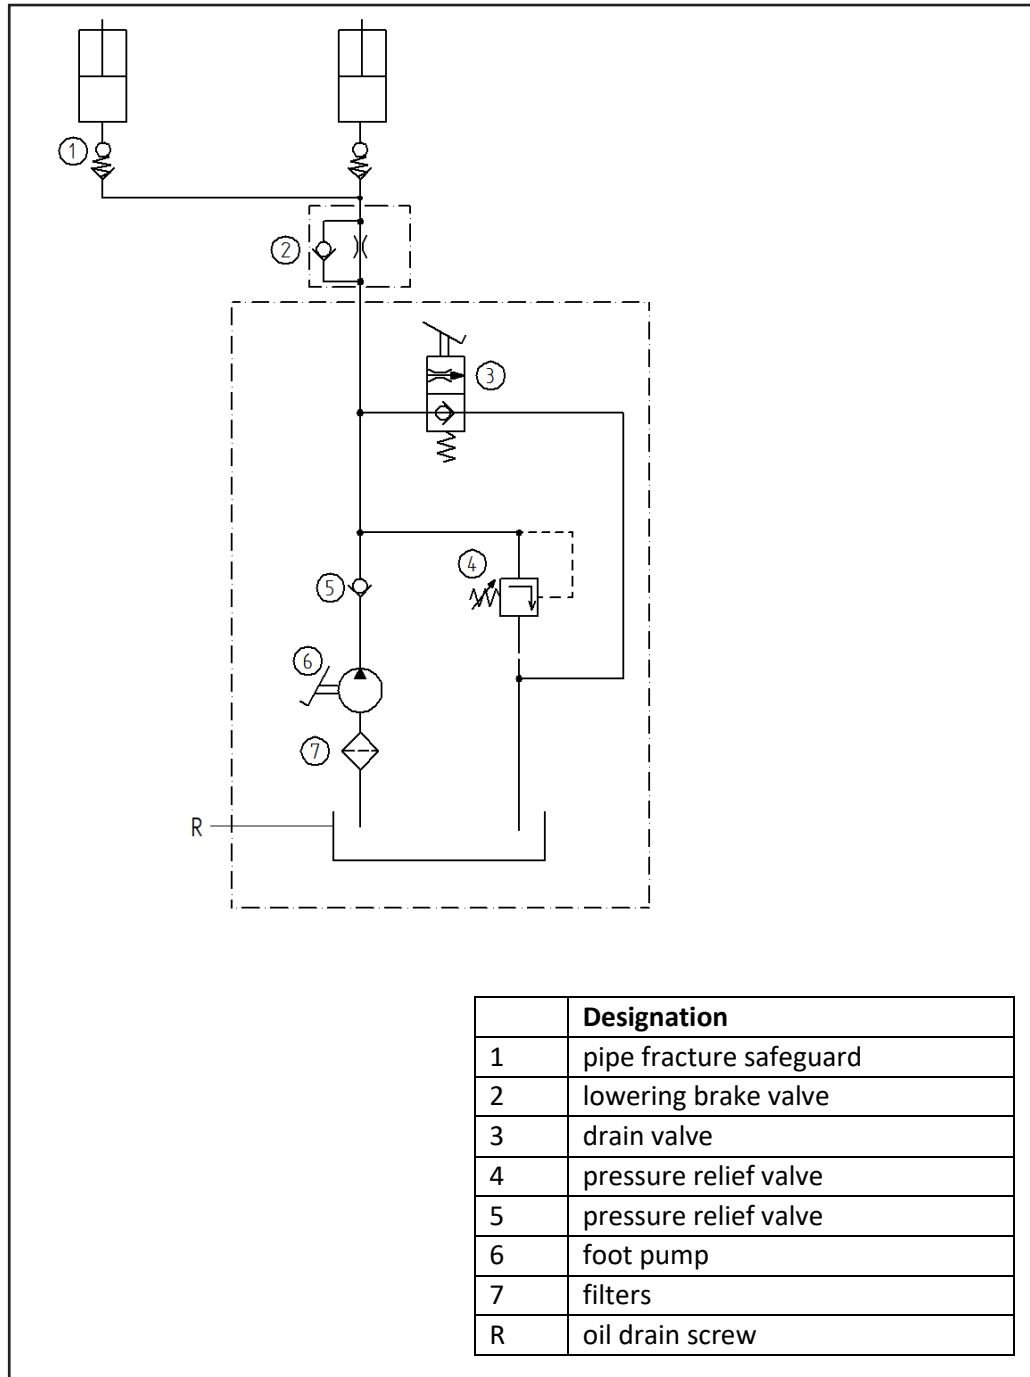 1
2
3
4
5
6
7
R
Designation
1 pipe fracture safeguard
2 lowering brake valve
3 drain valve
4 pressure relief valve
5 pressure relief valve
6 foot pump
7 filters
R oil drain screw